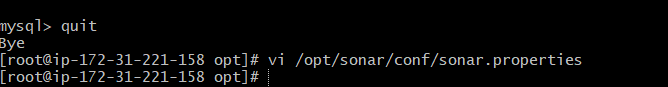 mysql> quit
Bye
[root@ip-172-31-221-158 opt]# vi /opt/sonar/conf/sonar.properties
[root@ip-172-31-221-158 opt]#